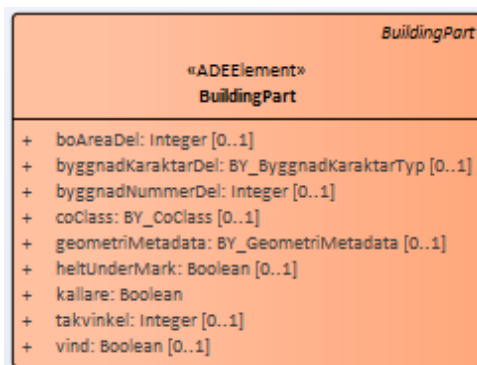 BuildingPart
«ADEElement»
BuildingPart
+ boAreaDel: Integer [0..1]
+ byggnadKaraktarDel: BY_ByggnadKaraktarTyp [0..1]
+ byggnadNummerDel: Integer [0..1]
+ coClass: BY_CoClass [0..1]
+ geometriMetadata: BY_GeometriMetadata [0..1]
+ heltUnderMark: Boolean [0..1]
+ kallare: Boolean
+ takvinkel: Integer [0..1]
+ vind: Boolean [0..1]